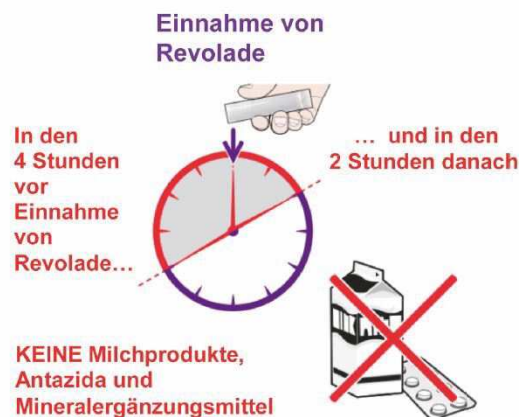 Einnahme von
Revolade
In den
4 Stunden
vor
Einnahme
von
Revolade...
... und in den
2 Stunden danach
KEINE Milchprodukte,
Antazida und
Mineralergänzungsmittel